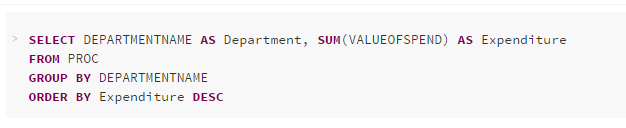 > SELECT DEPARTMENTNAME AS Department, SUM(VALUEOFSPEND) AS Expenditure
FROM PROC
GROUP BY DEPARTMENTNAME
ORDER BY Expenditure DESC